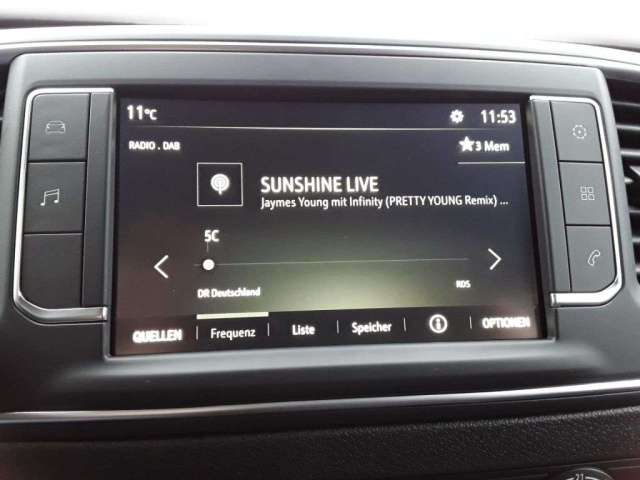 11°C
11:53
RADIO . DAB
3 Mem
SUNSHINE LIVE
Jaymes Young mit Infinity (PRETTY YOUNG Remix) ...
5C
DR Deutschland
RDS
QUELLEN
Frequenz
Liste
Speicher
OPTIONEN
21